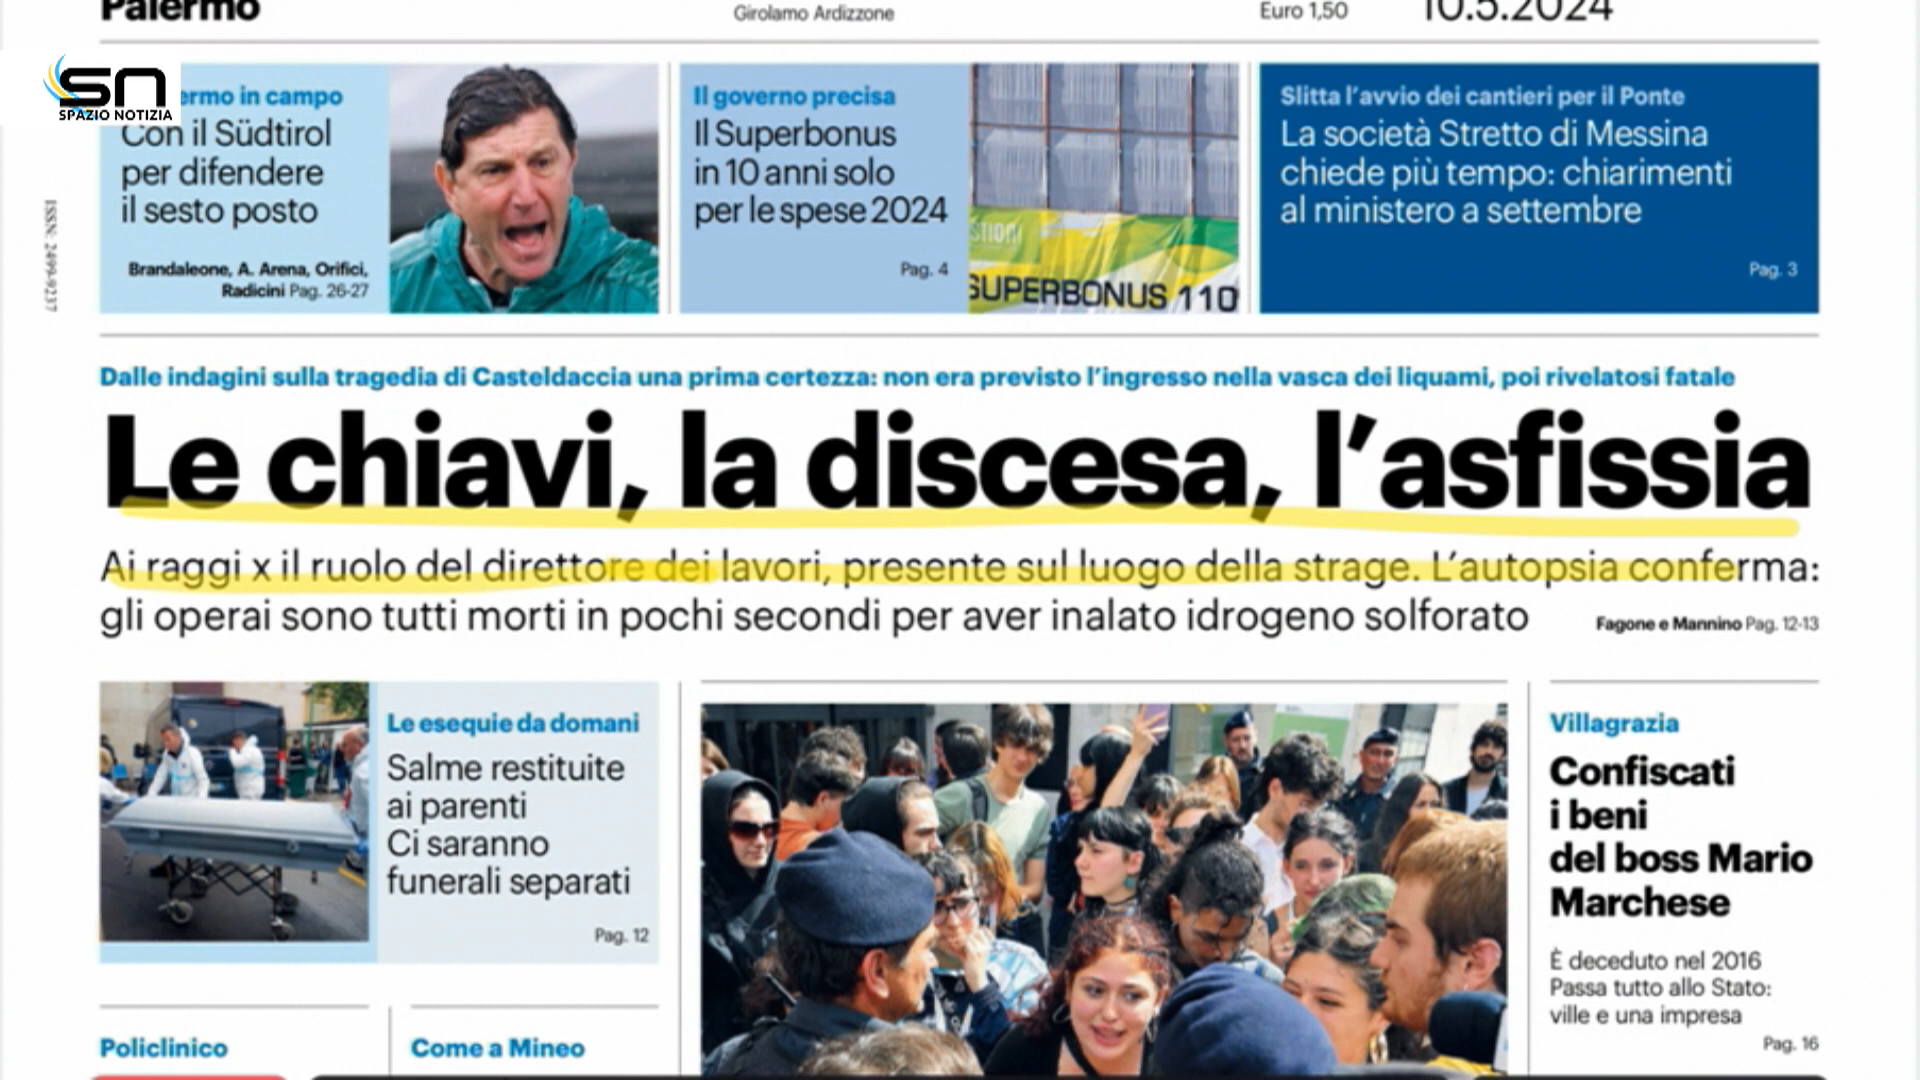 Palermo
Girolamo Ardizzone
Euro 1,50
10.5.2024
SN
SPAZIO NOTIZIA
ermo in campo
Con il Südtirol
per difendere
il sesto posto
Brandaleone, A. Arena, Orifici,
Radicini Pag. 26-27
Il governo precisa
Il Superbonus
in 10 anni solo
per le spese 2024
Pag. 4
STIONI
SUPERBONUS 110
Slitta l'avvio dei cantieri per il Ponte
La società Stretto di Messina
chiede più tempo: chiarimenti
al ministero a settembre
Pag. 3
ISSN: 2499-9237
Dalle indagini sulla tragedia di Casteldaccia una prima certezza: non era previsto l'ingresso nella vasca dei liquami, poi rivelatosi fatale
Le chiavi, la discesa, l'asfissia
Ai raggi x il ruolo del direttore dei lavori, presente sul luogo della strage. L'autopsia conferma:
gli operai sono tutti morti in pochi secondi per aver inalato idrogeno solforato
Fagone e Mannino Pag. 12-13
Le esequie da domani
Salme restituite
ai parenti
Ci saranno
funerali separati
Pag. 12
Villagrazia
Confiscati
i beni
del boss Mario
Marchese
È deceduto nel 2016
Passa tutto allo Stato:
ville e una impresa
Pag. 16
Policlinico
Come a Mineo